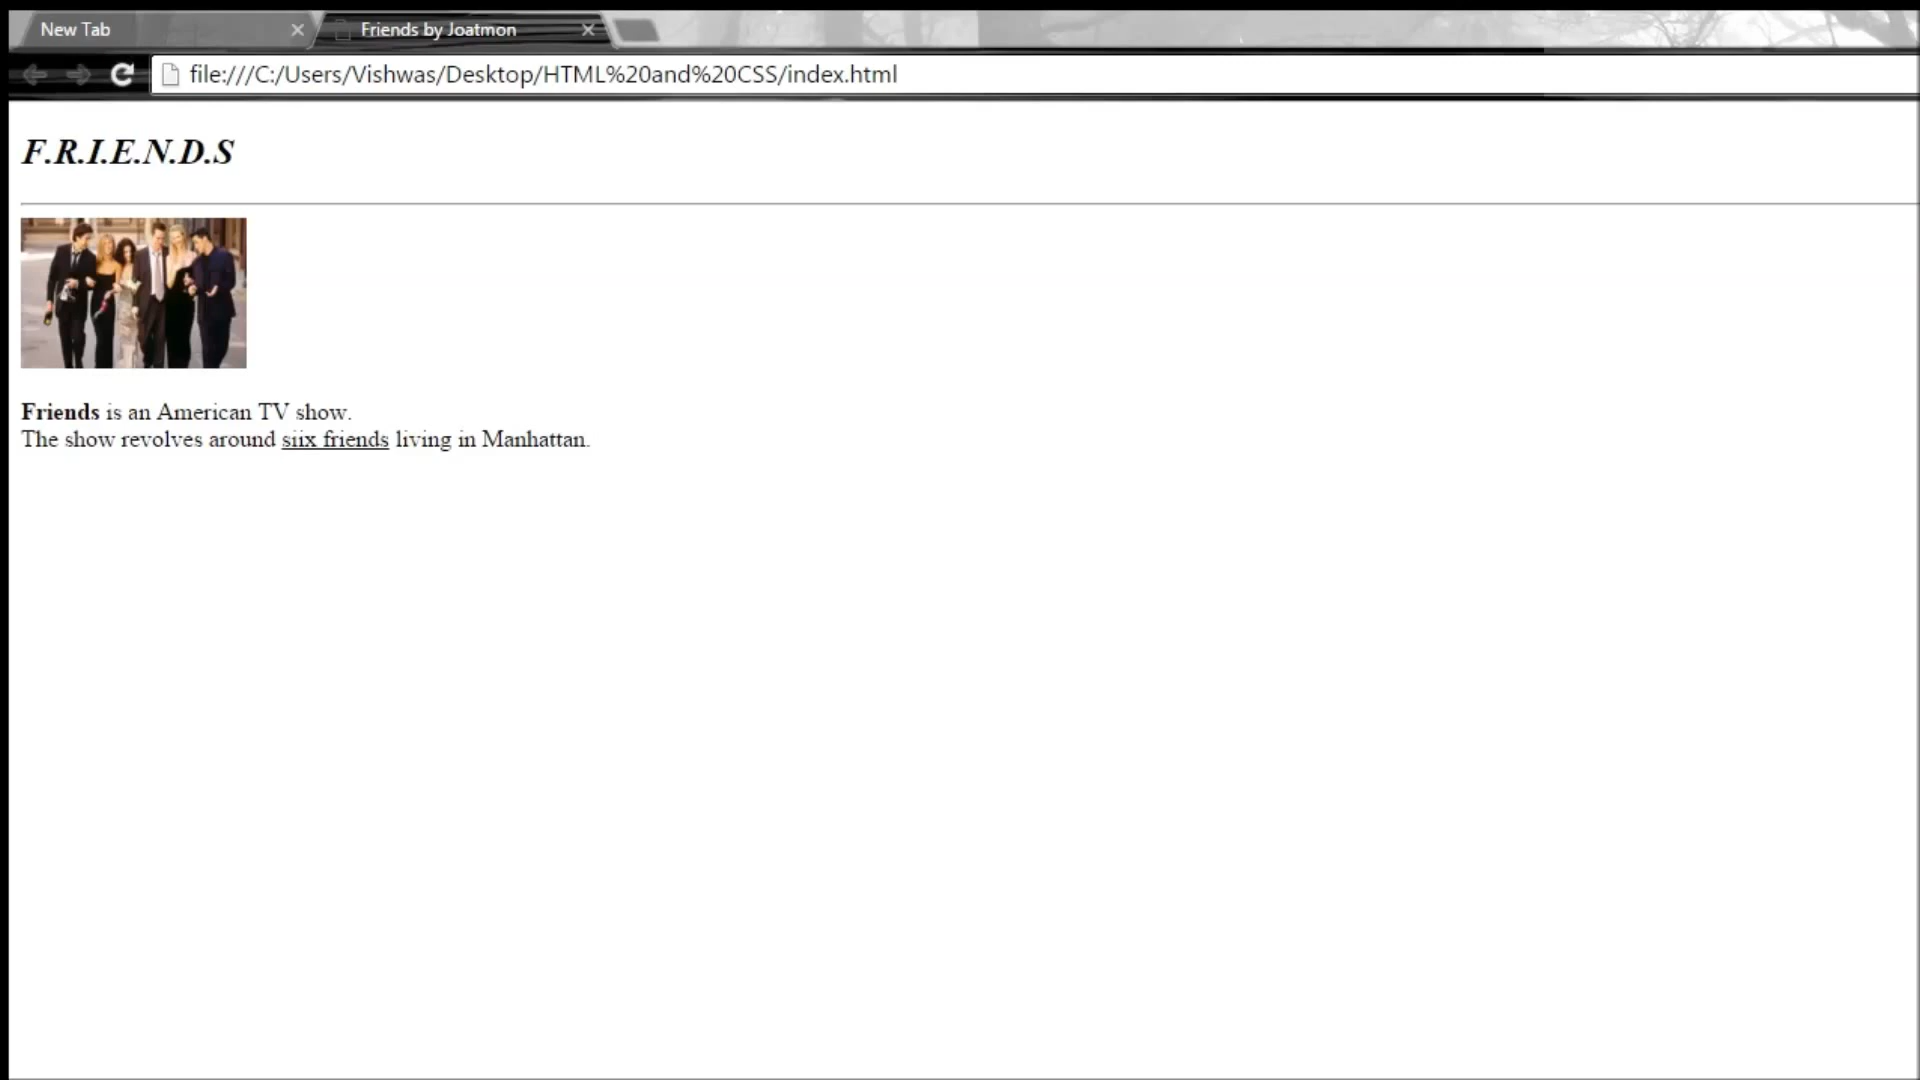 New Tab
Friends by Joatmon
file:///C:/Users/Vishwas/Desktop/HTML%20and%20CSS/index.html
F.R.I.E.N.D.S
Friends is an American TV show.
The show revolves around siix friends living in Manhattan.